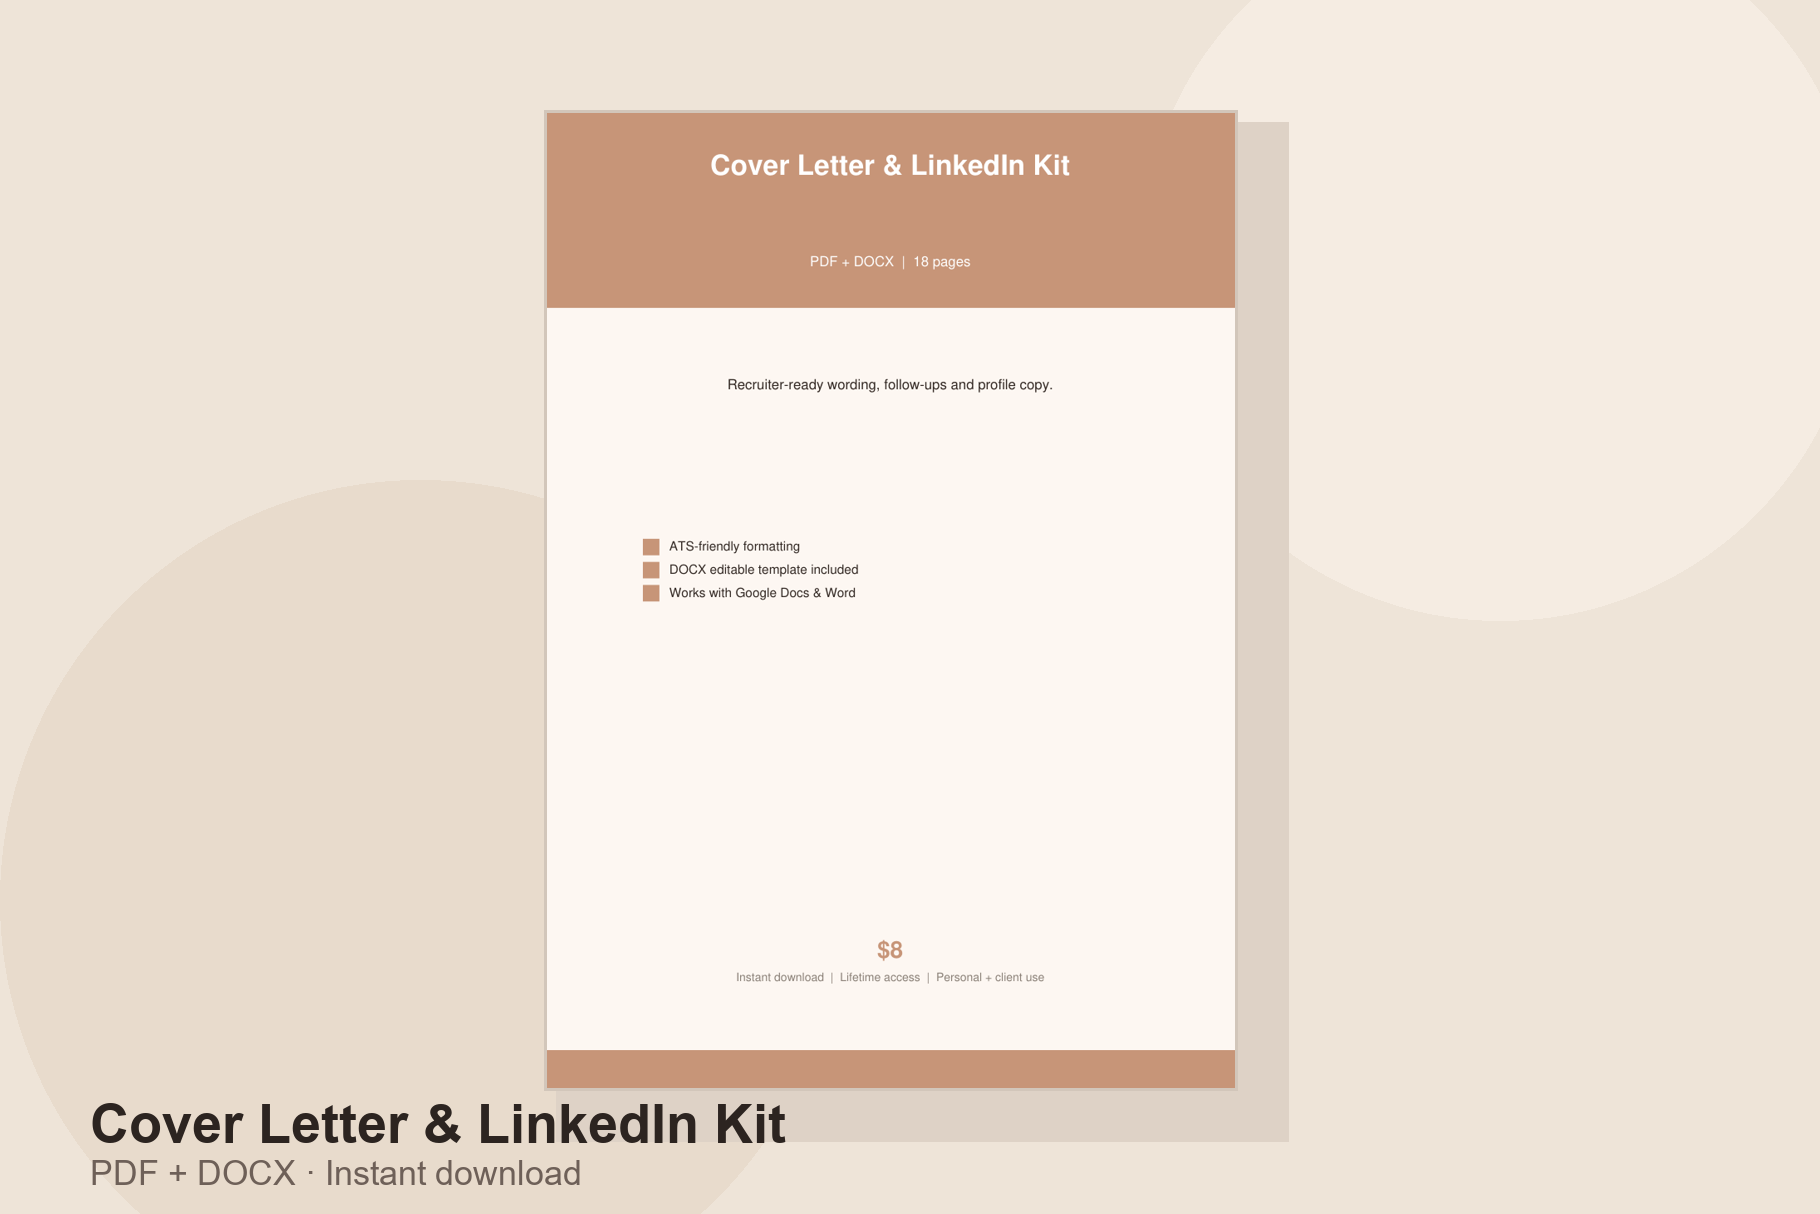 Cover Letter & LinkedIn Kit
PDF + DOCX | 18 pages
Recruiter-ready wording, follow-ups and profile copy.
ATS-friendly formatting
DOCX editable template included
Works with Google Docs & Word
$8
Instant download | Lifetime access | Personal + client use
Cover Letter & LinkedIn Kit
PDF + DOCX · Instant download